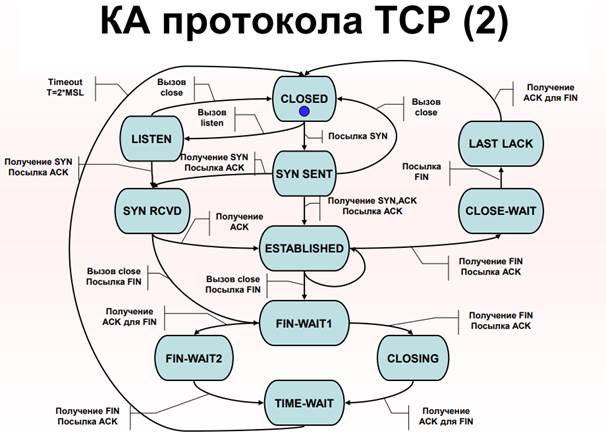 КА протокола TCP (2)
Timeout
T=2*MSL
Вызов
close
CLOSED
Вызов
close
Получение
ACK для FIN
Вызов
listen
LISTEN
Посылка SYN
LAST LACK
Получение SYN
Посылка ACK
Получение SYN
Посылка ACK
SYN SENT
Посылка
FIN
SYN RCVD
Получение SYN,ACK
Посылка ACK
CLOSE-WAIT
Получение
ACK
ESTABLISHED
Получение FIN
Посылка ACK
Вызов close
Посылка FIN
Вызов close
Посылка FIN
Получение
ACK для FIN
FIN-WAIT1
Получение FIN
Посылка ACK
FIN-WAIT2
CLOSING
TIME-WAIT
Получение FIN
Посылка ACK
Получение
ACK для FIN